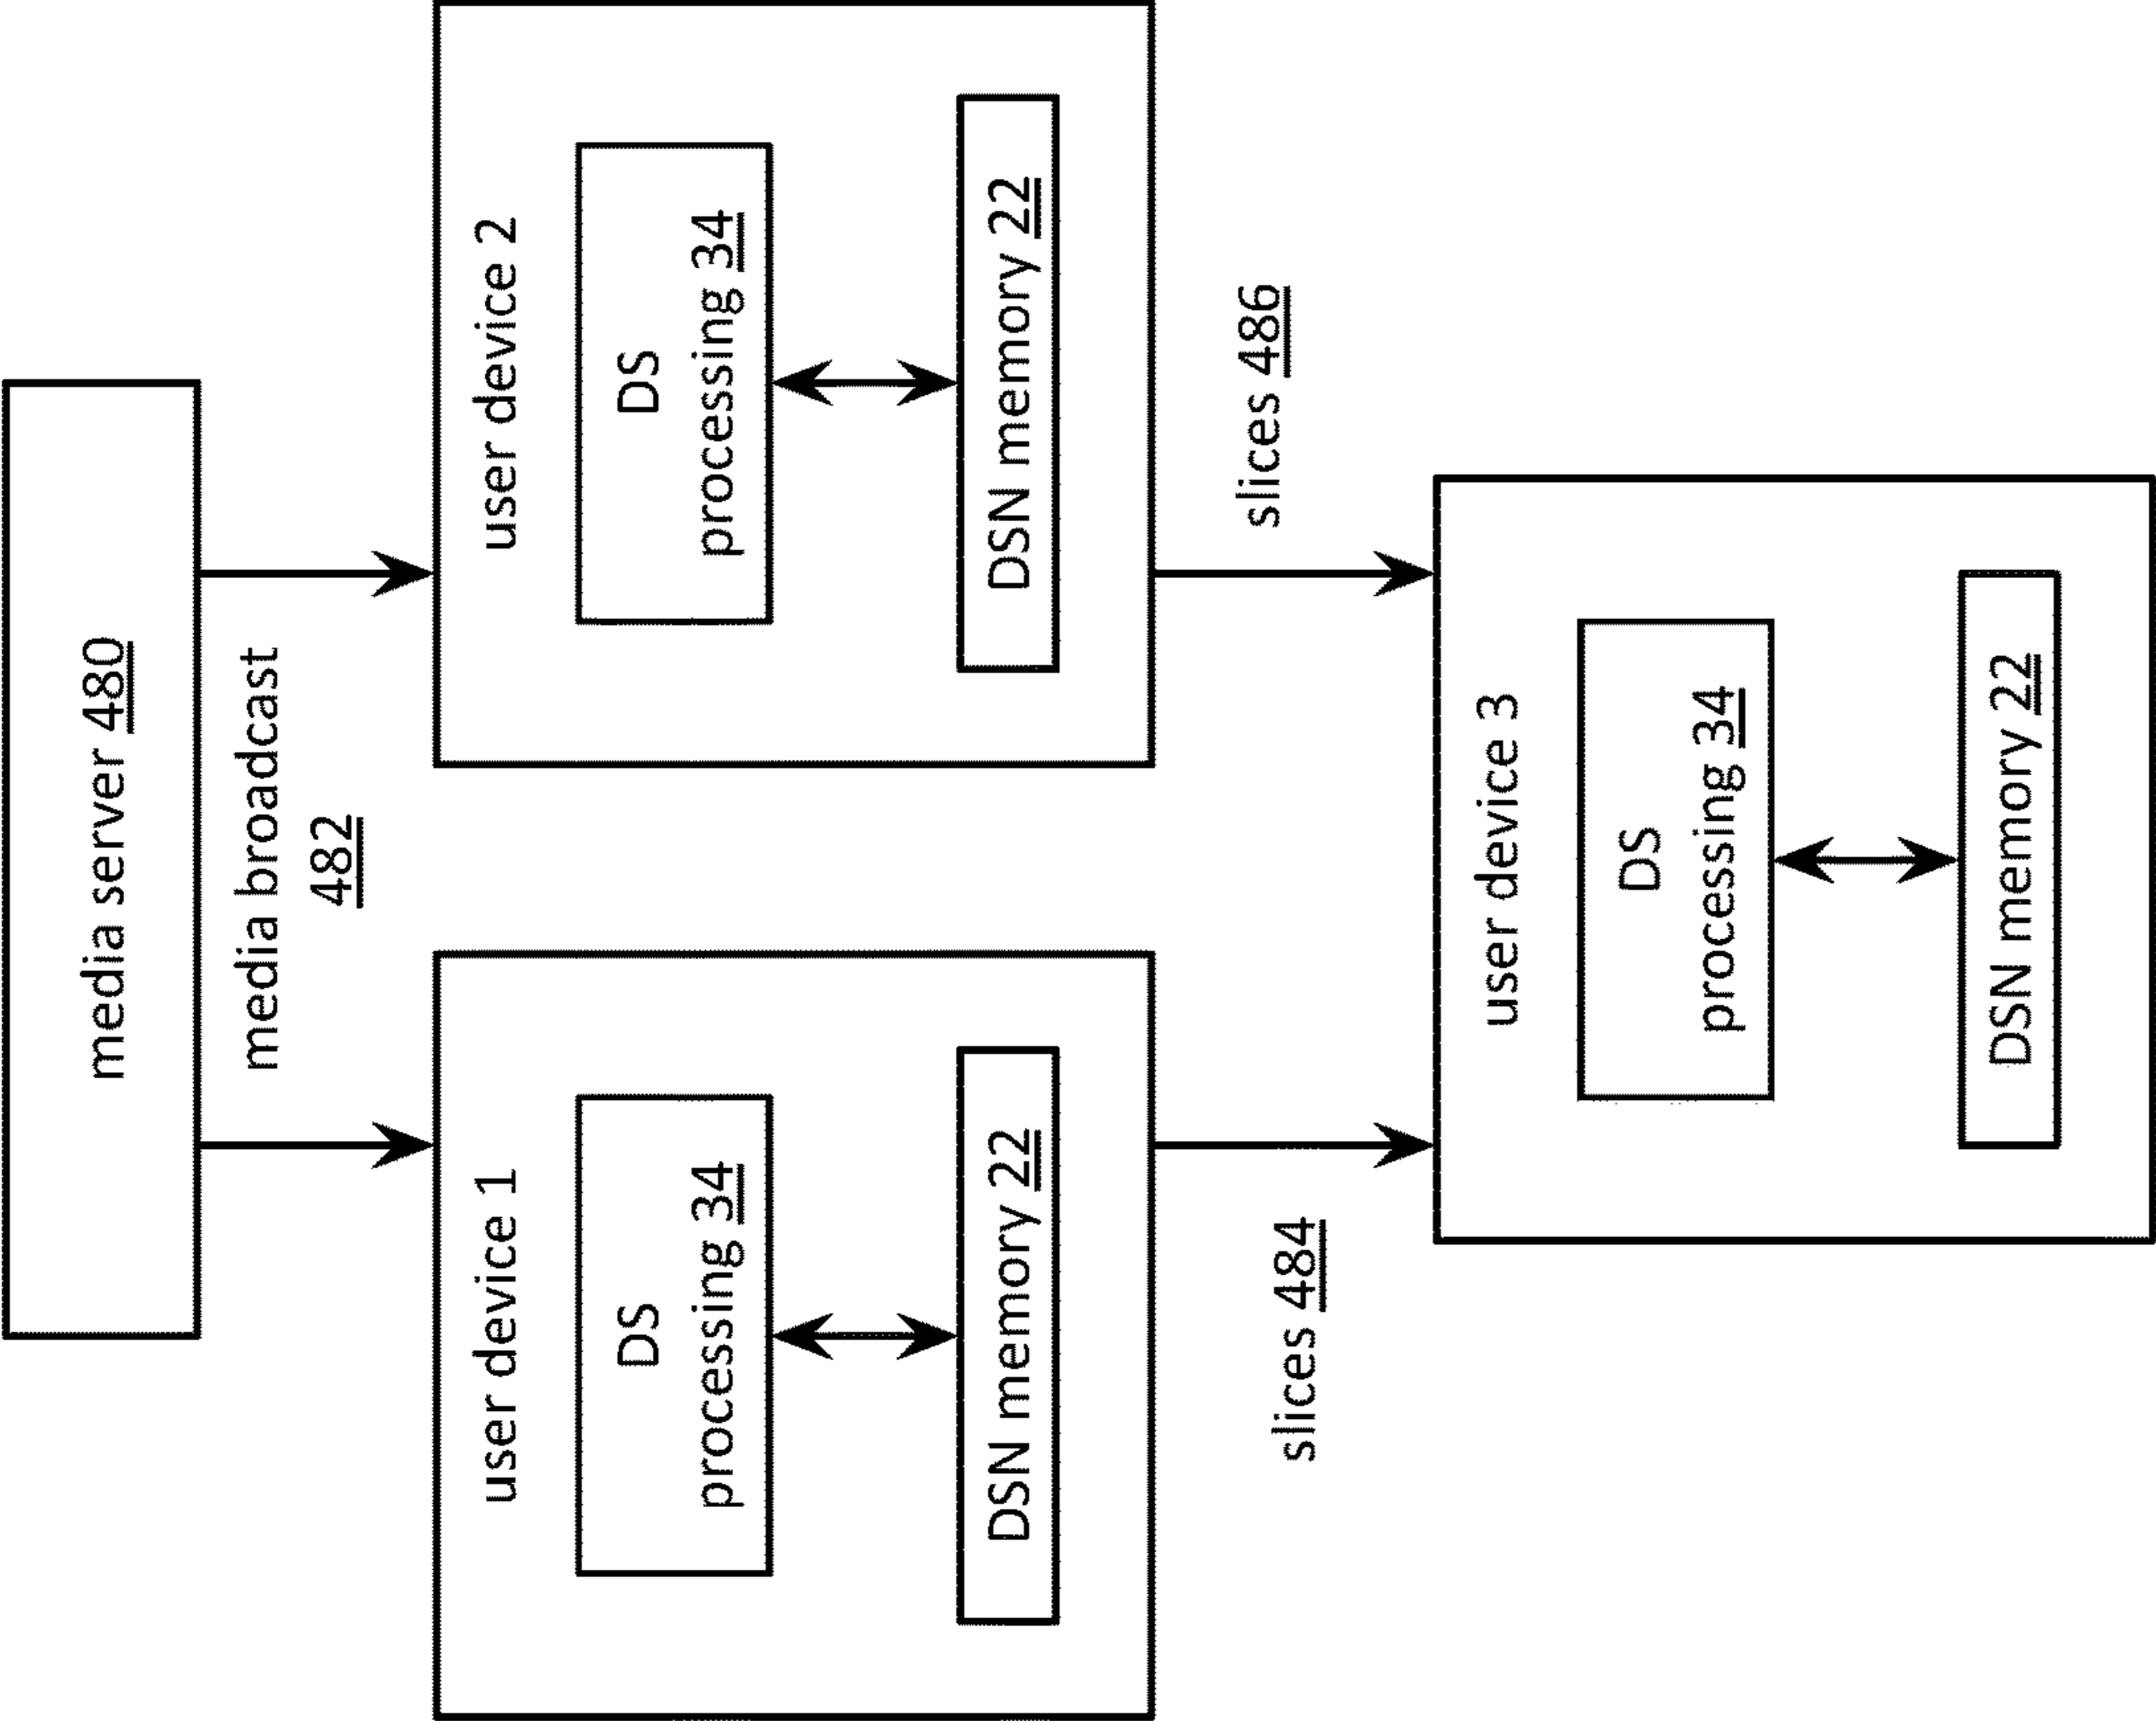 media server 480
media broadcast
482
user device 1
DS
processing 34
DSN memory 22
user device 2
DS
processing 34
DSN memory 22
slices 484
slices 486
user device 3
DS
processing 34
DSN memory 22